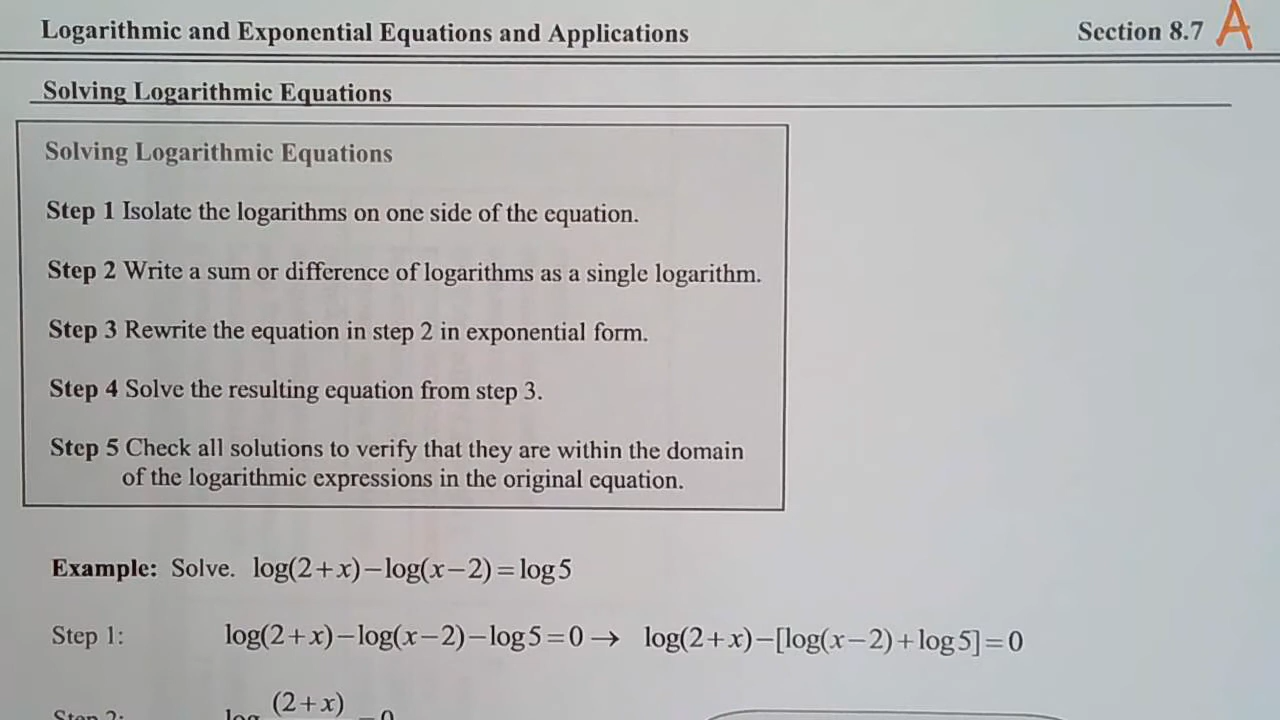 Logarithmic and Exponential Equations and Applications Section 8.7 A
Solving Logarithmic Equations
Solving Logarithmic Equations
Step 1 Isolate the logarithms on one side of the equation.
Step 2 Write a sum or difference of logarithms as a single logarithm.
Step 3 Rewrite the equation in step 2 in exponential form.
Step 4 Solve the resulting equation from step 3.
Step 5 Check all solutions to verify that they are within the domain
of the logarithmic expressions in the original equation.
Example: Solve. log(2+x)−log(x−2)=log5
Step 1: log(2+x)−log(x−2)−log5=0→ log(2+x)−[log(x−2)+log5]=0
(2+x)
Step 2: log =0